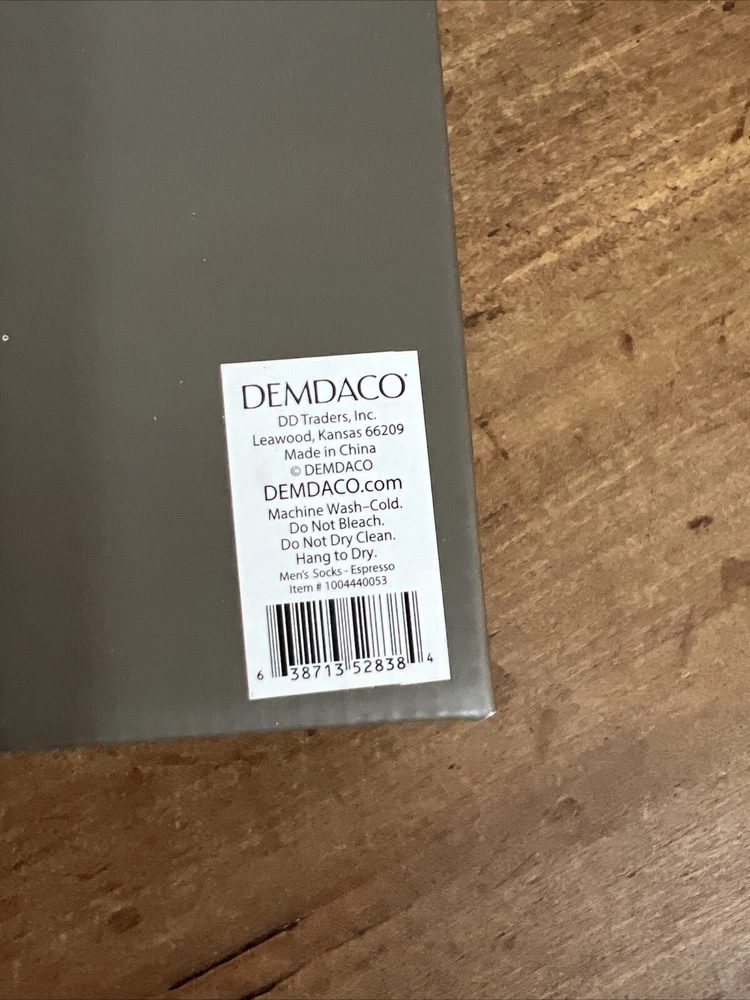 DEMDACO®
DD Traders, Inc.
Leawood, Kansas 66209
Made in China
© DEMDACO
DEMDACO.com
Machine Wash–Cold.
Do Not Bleach.
Do Not Dry Clean.
Hang to Dry.
Men's Socks - Espresso
Item # 1004440053
6 38713 52838 4